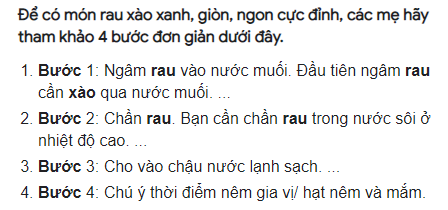 Để có món rau xào xanh, giòn, ngon cực đỉnh, các mẹ hãy
tham khảo 4 bước đơn giản dưới đây.
1. Bước 1: Ngâm rau vào nước muối. Đầu tiên ngâm rau
cần xào qua nước muối. ...
2. Bước 2: Chần rau. Bạn cần chần rau trong nước sôi ở
nhiệt độ cao. ...
3. Bước 3: Cho vào chậu nước lạnh sạch. ...
4. Bước 4: Chú ý thời điểm nêm gia vị/ hạt nêm và mắm.